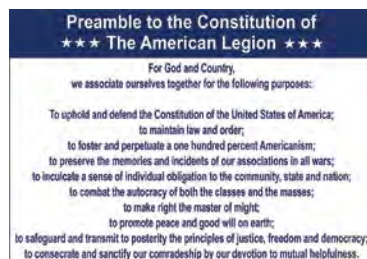 Preamble to the Constitution of
★★★ The American Legion ★★★
For God and Country,
we associate ourselves together for the following purposes:
To uphold and defend the Constitution of the United States of America;
to maintain law and order;
to foster and perpetuate a one hundred percent Americanism;
to preserve the memories and incidents of our associations in all wars;
to inculcate a sense of individual obligation to the community, state and nation;
to combat the autocracy of both the classes and the masses;
to make right the master of might;
to promote peace and good will on earth;
to safeguard and transmit to posterity the principles of justice, freedom and democracy;
to consecrate and sanctify our comradeship by our devotion to mutual helpfulness.